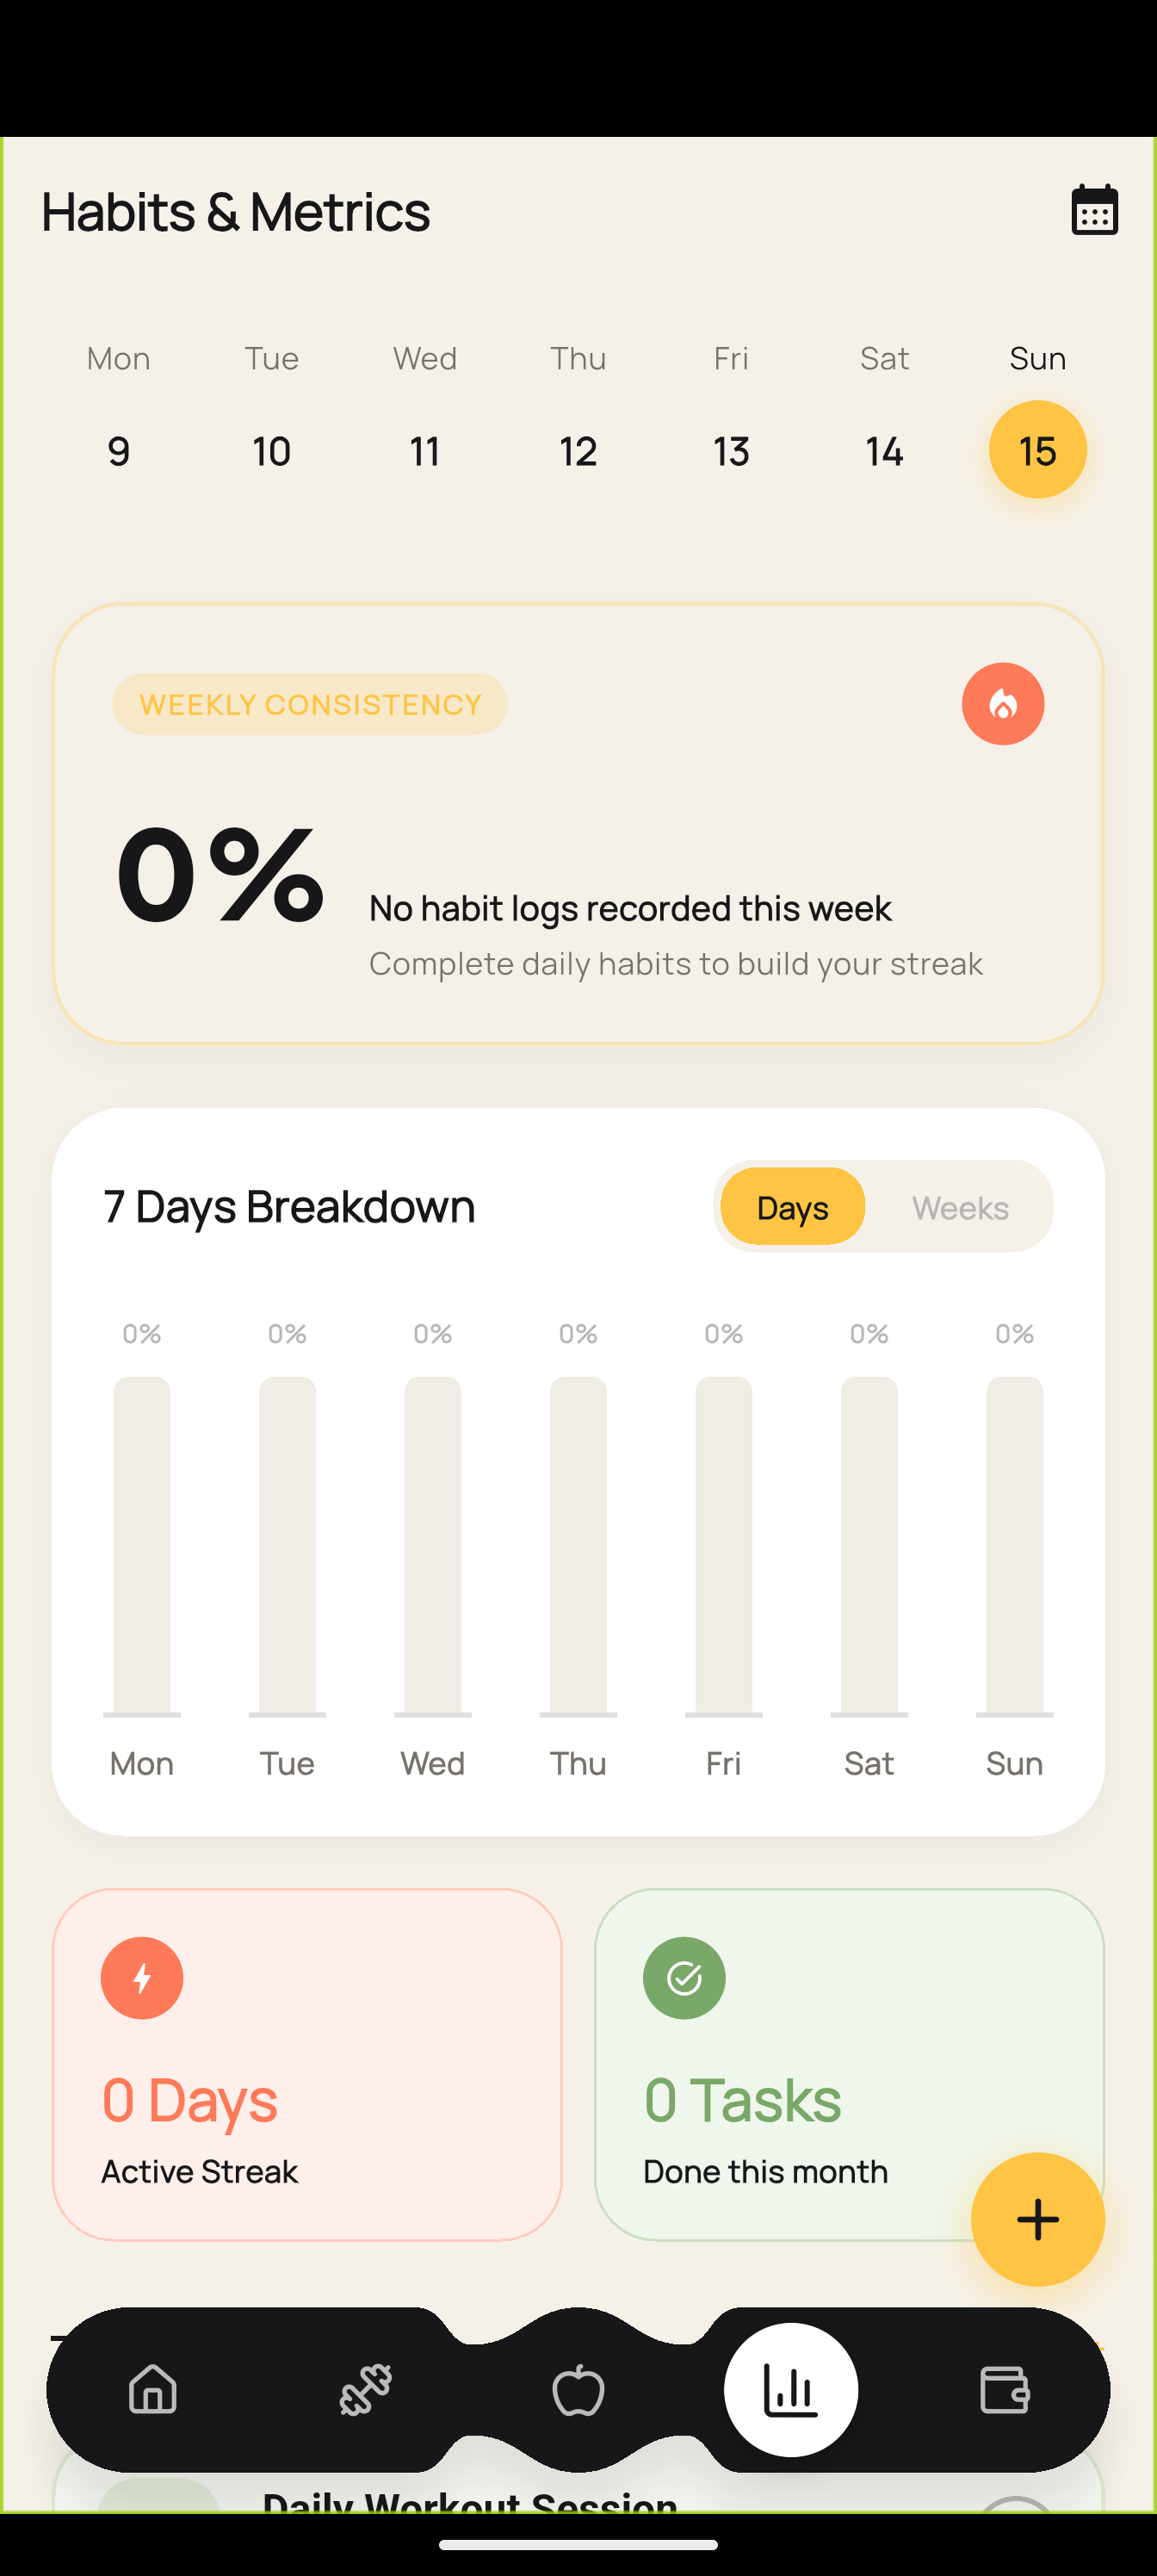 Habits & Metrics
Mon Tue Wed Thu Fri Sat Sun
9 10 11 12 13 14 15
WEEKLY CONSISTENCY
0%
No habit logs recorded this week
Complete daily habits to build your streak
7 Days Breakdown
Days Weeks
0% 0% 0% 0% 0% 0% 0%
Mon Tue Wed Thu Fri Sat Sun
0 Days
Active Streak
0 Tasks
Done this month
+
Daily Workout Session